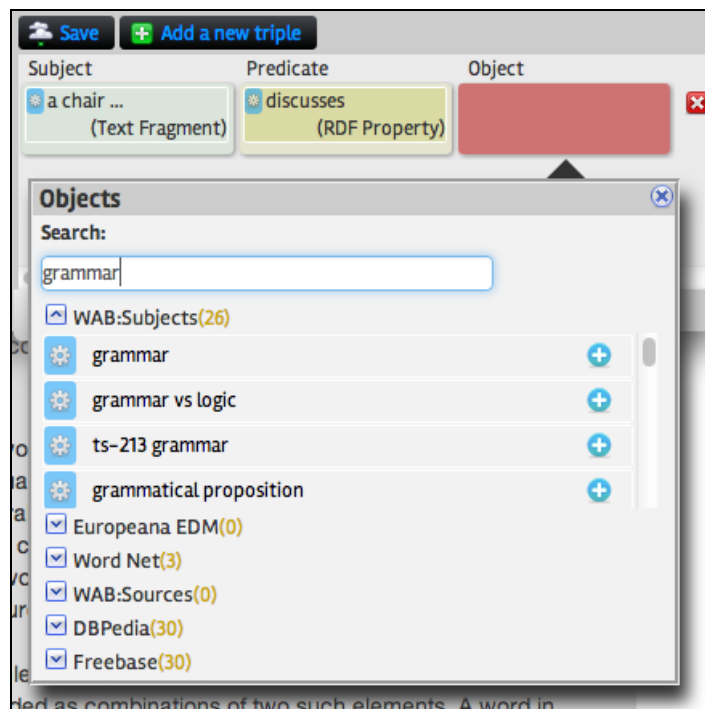 Save Add a new triple
Subject Predicate Object
a chair ... discusses
(Text Fragment) (RDF Property)
Objects
Search:
grammar
WAB:Subjects(26)
grammar
grammar vs logic
ts-213 grammar
grammatical proposition
Europeana EDM(0)
Word Net(3)
WAB:Sources(0)
DBPedia(30)
Freebase(30)
ded as combinations of two such elements. A word in